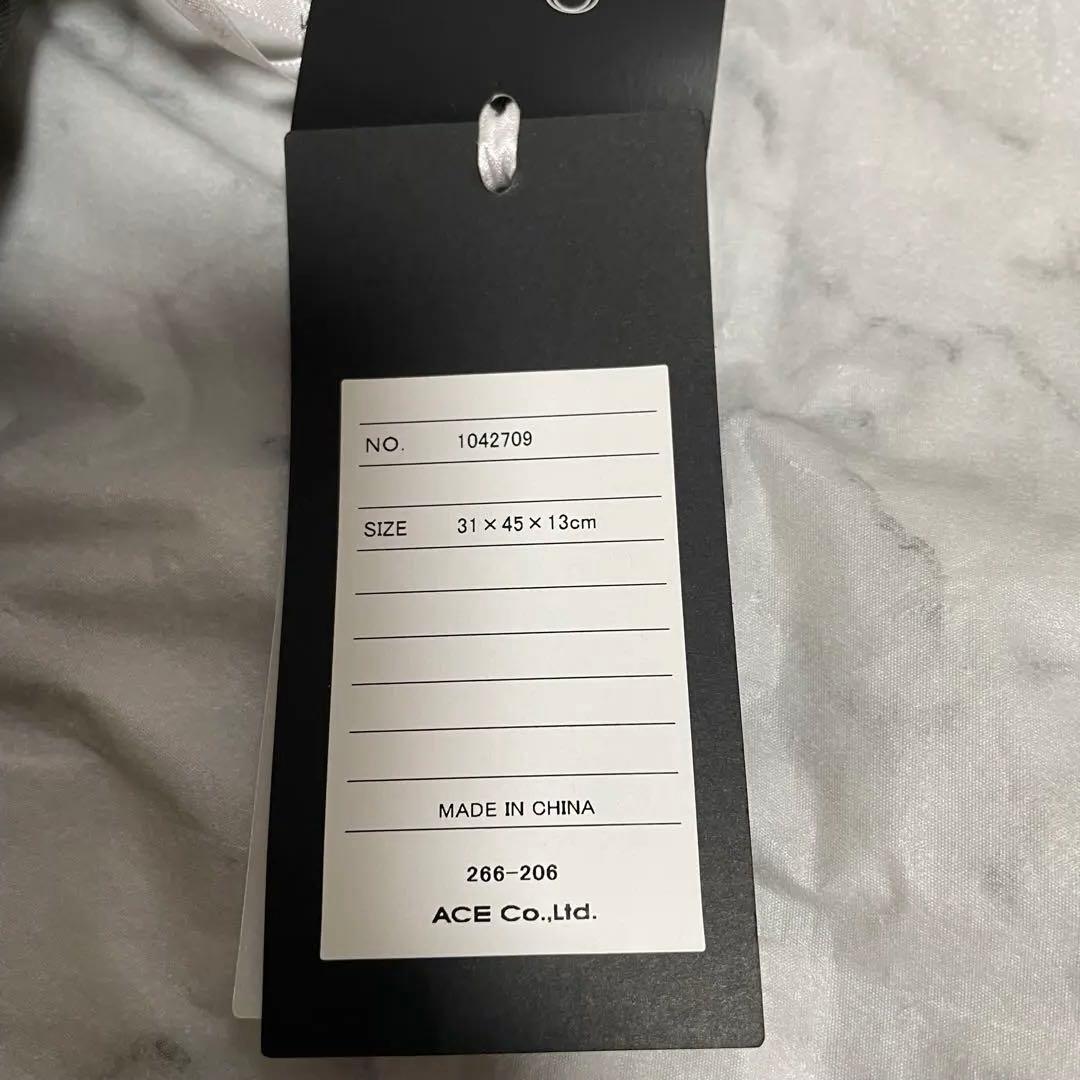 NO. 1042709
SIZE 31×45×13cm
MADE IN CHINA
266-206
ACE Co.,Ltd.